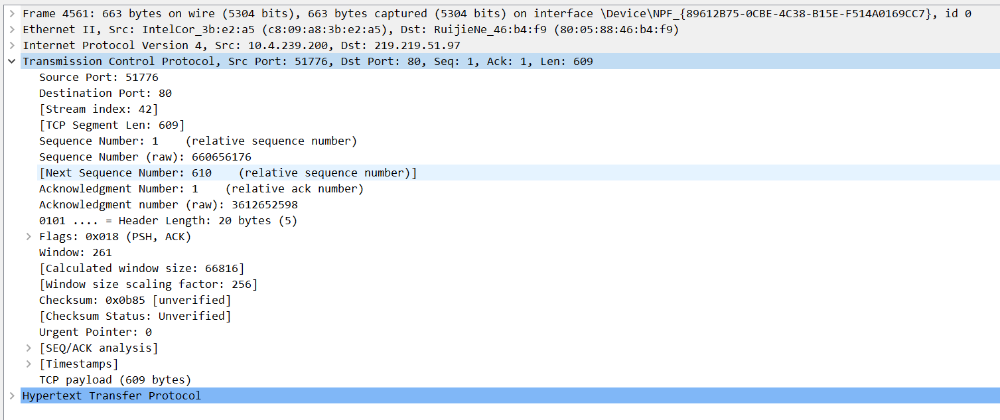 Frame 4561: 663 bytes on wire (5304 bits), 663 bytes captured (5304 bits) on interface \Device\NPF_{89612B75-0CBE-4C38-B15E-F514A0169CC7}, id 0
Ethernet II, Src: IntelCor_3b:e2:a5 (c8:09:a8:3b:e2:a5), Dst: RuijieNe_46:b4:f9 (80:05:88:46:b4:f9)
Internet Protocol Version 4, Src: 10.4.239.200, Dst: 219.219.51.97
Transmission Control Protocol, Src Port: 51776, Dst Port: 80, Seq: 1, Ack: 1, Len: 609
Source Port: 51776
Destination Port: 80
[Stream index: 42]
[TCP Segment Len: 609]
Sequence Number: 1    (relative sequence number)
Sequence Number (raw): 660656176
[Next Sequence Number: 610    (relative sequence number)]
Acknowledgment Number: 1    (relative ack number)
Acknowledgment number (raw): 3612652598
0101 .... = Header Length: 20 bytes (5)
Flags: 0x018 (PSH, ACK)
Window: 261
[Calculated window size: 66816]
[Window size scaling factor: 256]
Checksum: 0x0b85 [unverified]
[Checksum Status: Unverified]
Urgent Pointer: 0
[SEQ/ACK analysis]
[Timestamps]
TCP payload (609 bytes)
Hypertext Transfer Protocol